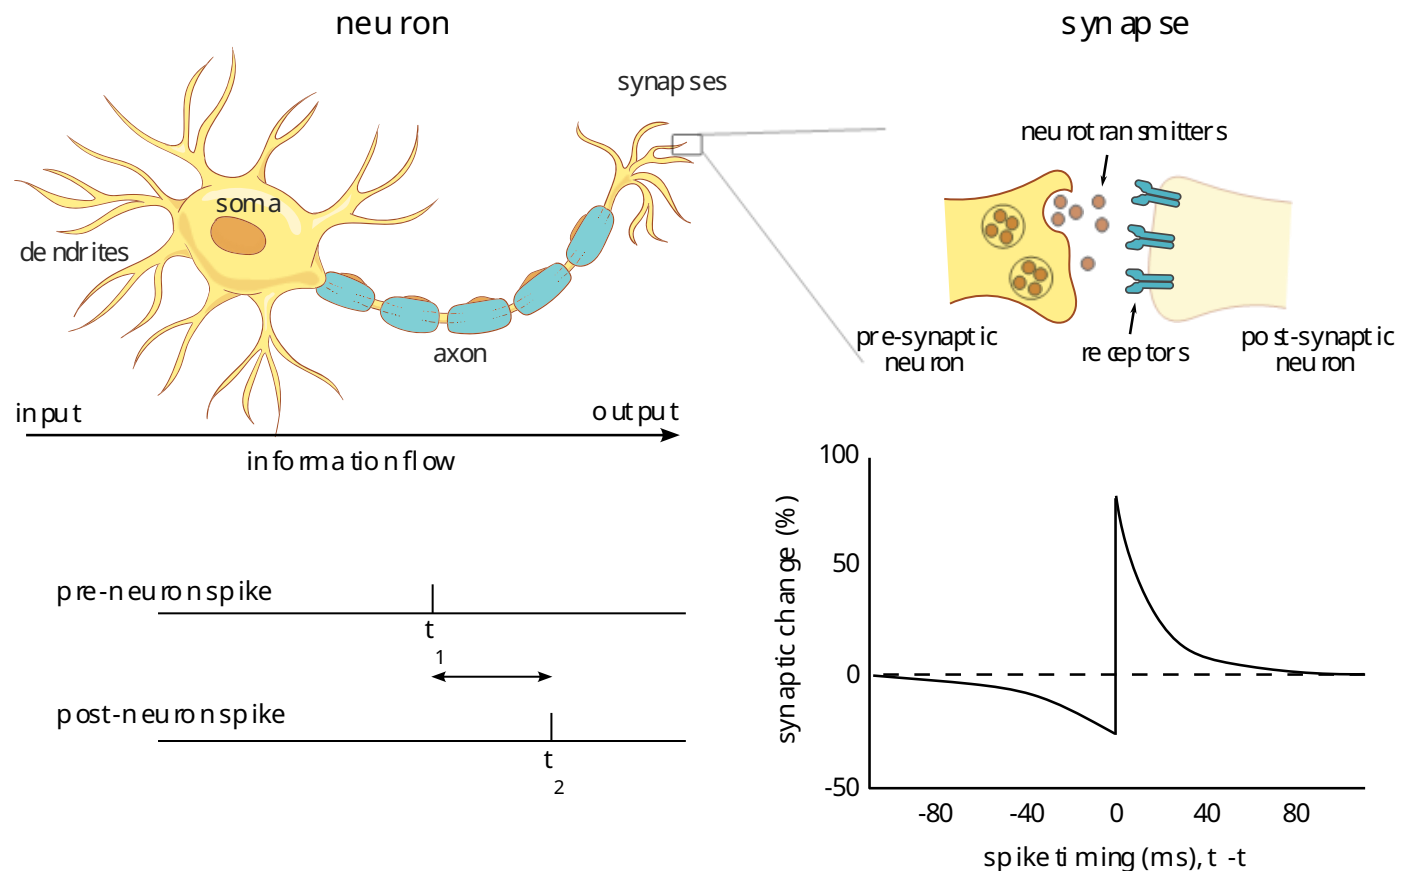 neuron
synapse
synapses
neurotransmitters
soma
dendrites
axon
pre-synaptic
neuron
receptors
post-synaptic
neuron
input
output
information flow
pre-neuron spike
t
1
post-neuron spike
t
2
synaptic change (%)
100
50
0
-50
-80
-40
0
40
80
spike timing (ms), t -t